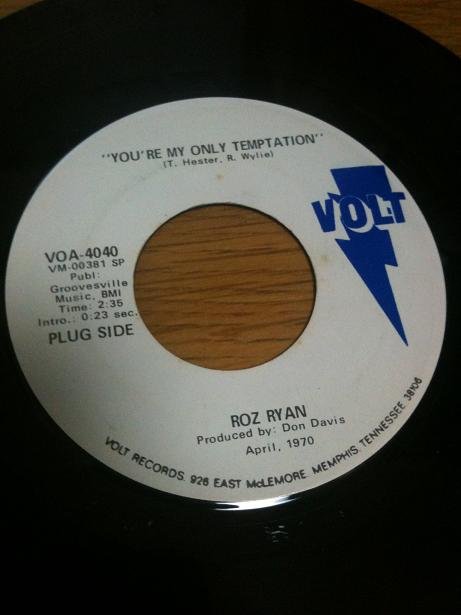 "YOU'RE MY ONLY TEMPTATION"
(T. Hester, R. Wylie)
VOLT
VOA-4040
VM-00381 SP
Publ:
Groovesville
Music, BMI
Time: 2:35
Intro.: 0:23 sec.
PLUG SIDE
ROZ RYAN
Produced by: Don Davis
April, 1970
VOLT RECORDS, 926 EAST McLEMORE, MEMPHIS, TENNESSEE 38106